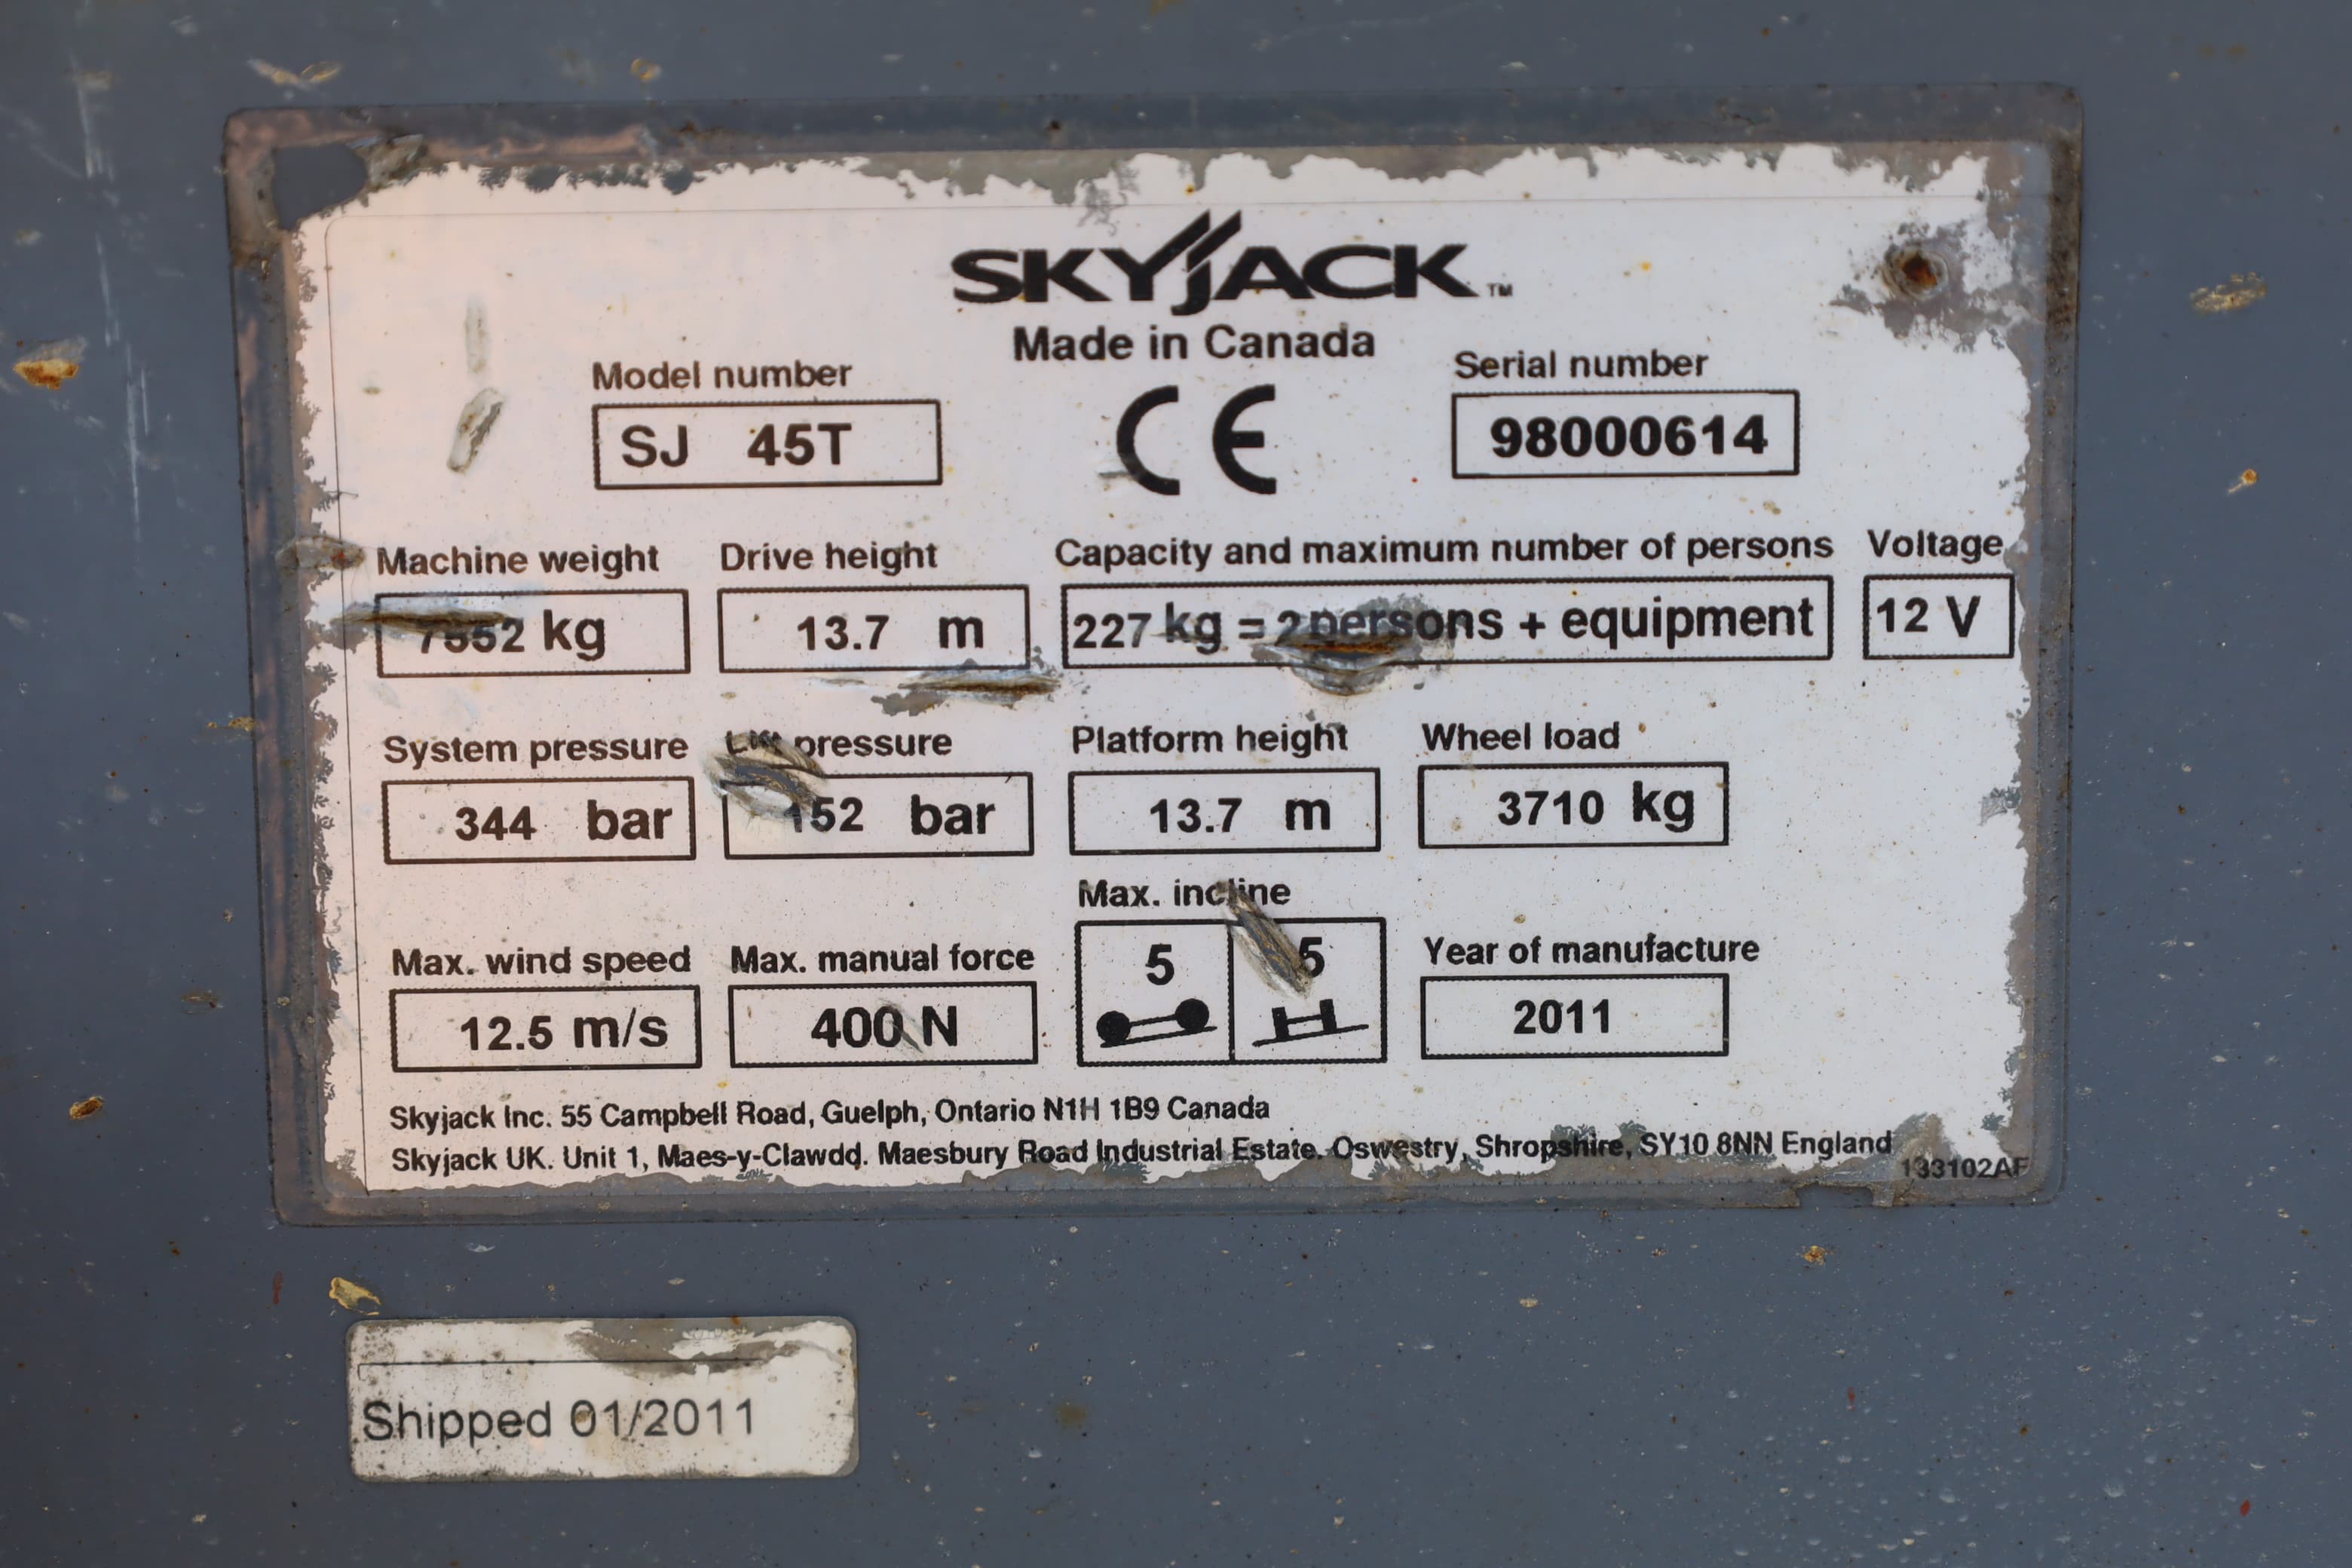 SKYJACK™
Made in Canada
Model number
SJ 45T
CE
Serial number
98000614
Machine weight
kg
Drive height
13.7 m
Capacity and maximum number of persons
227 kg = 2 persons + equipment
Voltage
12 V
System pressure
344 bar
Lift pressure
152 bar
Platform height
13.7 m
Wheel load
3710 kg
Max. wind speed
12.5 m/s
Max. manual force
400 N
Max. incline
5 5
Year of manufacture
2011
Skyjack Inc. 55 Campbell Road, Guelph, Ontario N1H 1B9 Canada
Skyjack UK. Unit 1, Maes-y-Clawdd. Maesbury Road Industrial Estate. Oswestry, Shropshire, SY10 8NN England
Shipped 01/2011